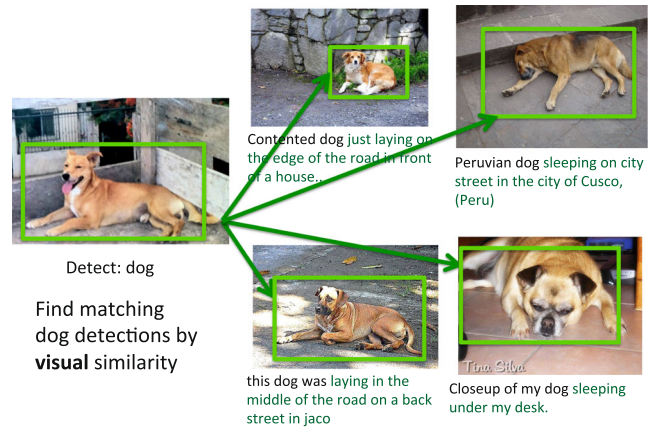 Contented dog just laying on
the edge of the road in front
of a house..
Peruvian dog sleeping on city
street in the city of Cusco,
(Peru)
Detect: dog
Find matching
dog detections by
visual similarity
this dog was laying in the
middle of the road on a back
street in jaco
Tina Silva
Closeup of my dog sleeping
under my desk.